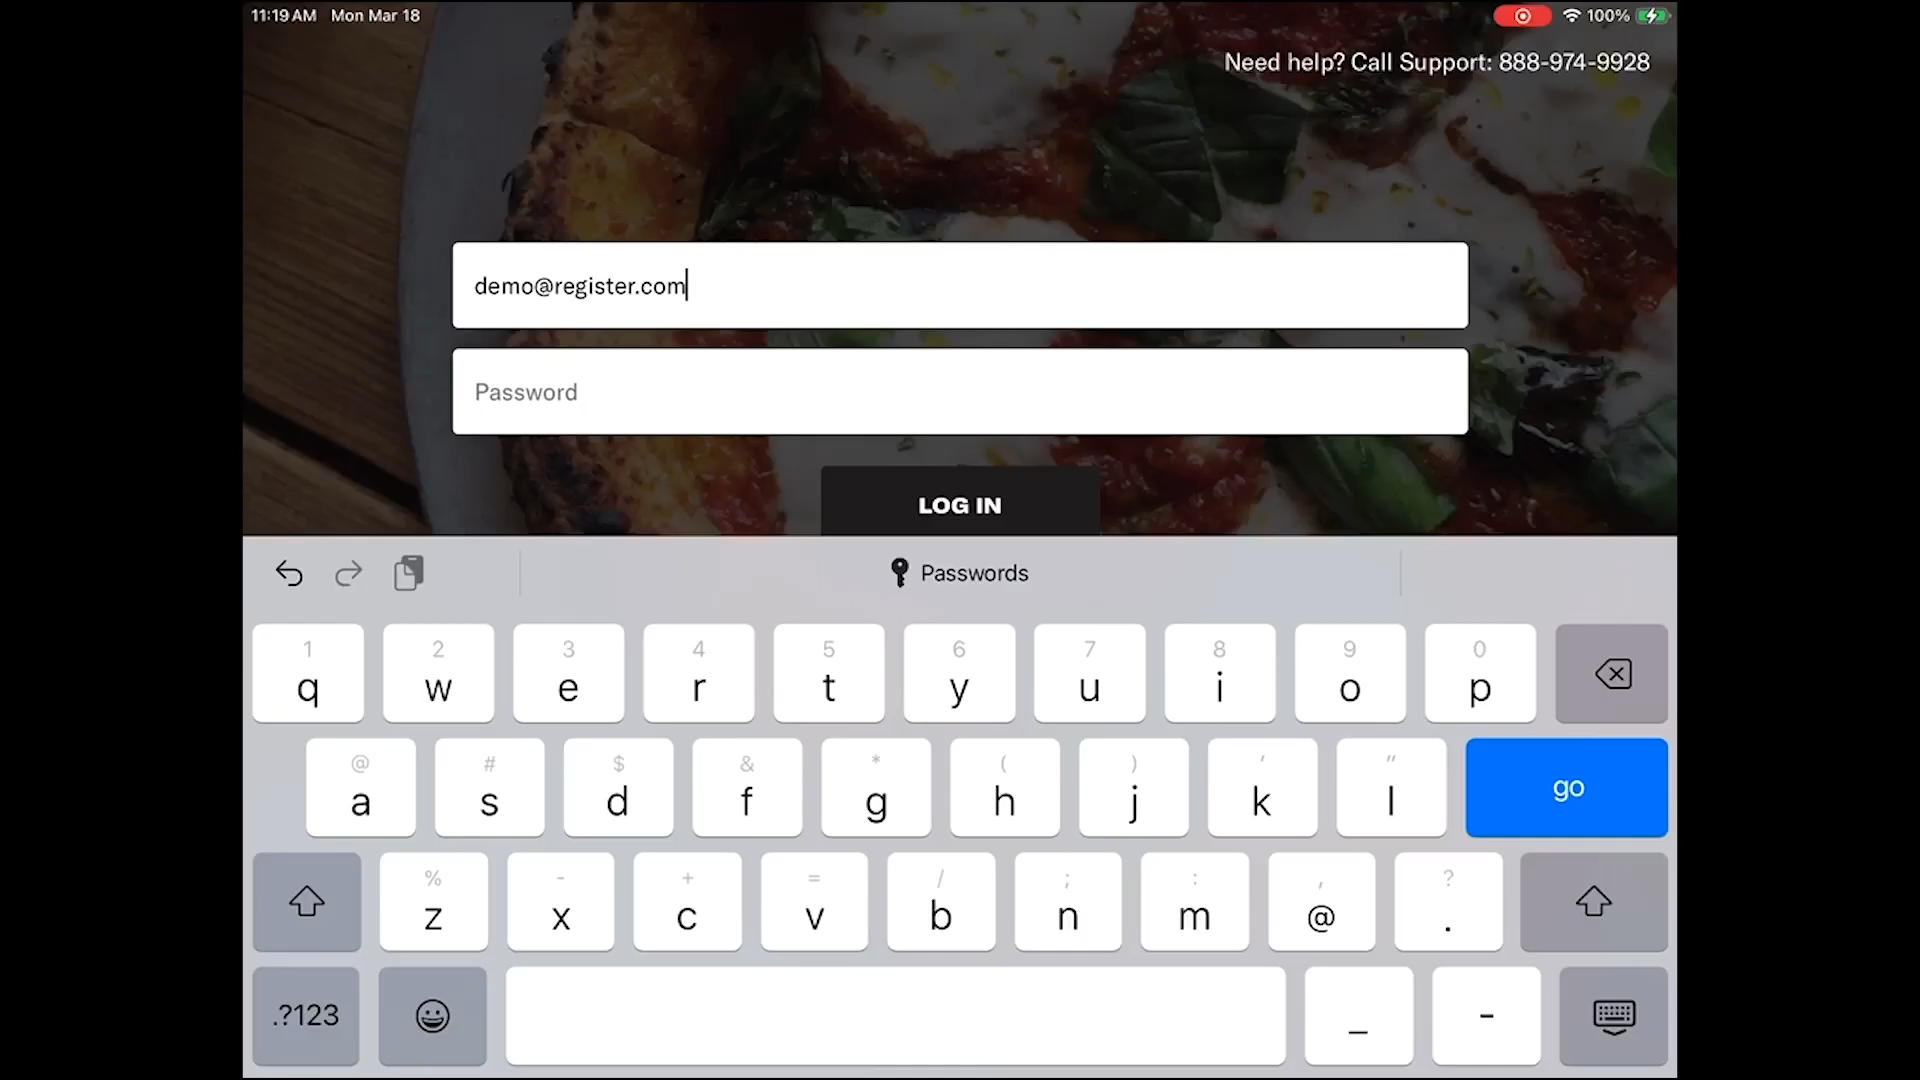 11:19 AM Mon Mar 18 100%
Need help? Call Support: 888-974-9928
demo@register.com
Password
LOG IN
Passwords
1 2 3 4 5 6 7 8 9 0
q w e r t y u i o p
@ # $ & * ( ) ' "
a s d f g h j k l go
% - + = / ; : , ?
z x c v b n m @ .
.?123 _ -